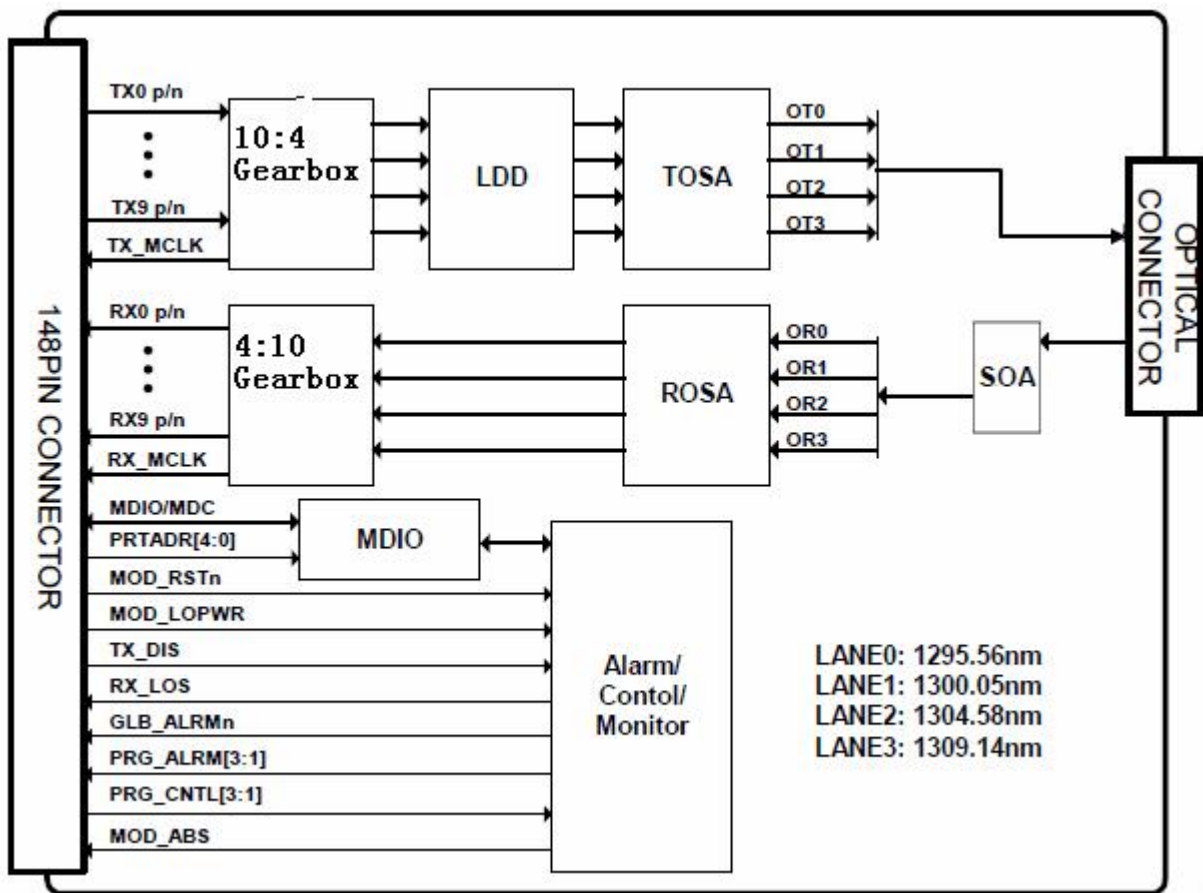 148PIN CONNECTOR
TX0 p/n
TX9 p/n
TX_MCLK
10:4
Gearbox
LDD
TOSA
OT0
OT1
OT2
OT3
OPTICAL
CONNECTOR
RX0 p/n
RX9 p/n
RX_MCLK
4:10
Gearbox
ROSA
OR0
OR1
OR2
OR3
SOA
MDIO/MDC
PRTADR[4:0]
MOD_RSTn
MOD_LOPWR
TX_DIS
RX_LOS
GLB_ALRMn
PRG_ALRM[3:1]
PRG_CNTL[3:1]
MOD_ABS
MDIO
Alarm/
Contol/
Monitor
LANE0: 1295.56nm
LANE1: 1300.05nm
LANE2: 1304.58nm
LANE3: 1309.14nm